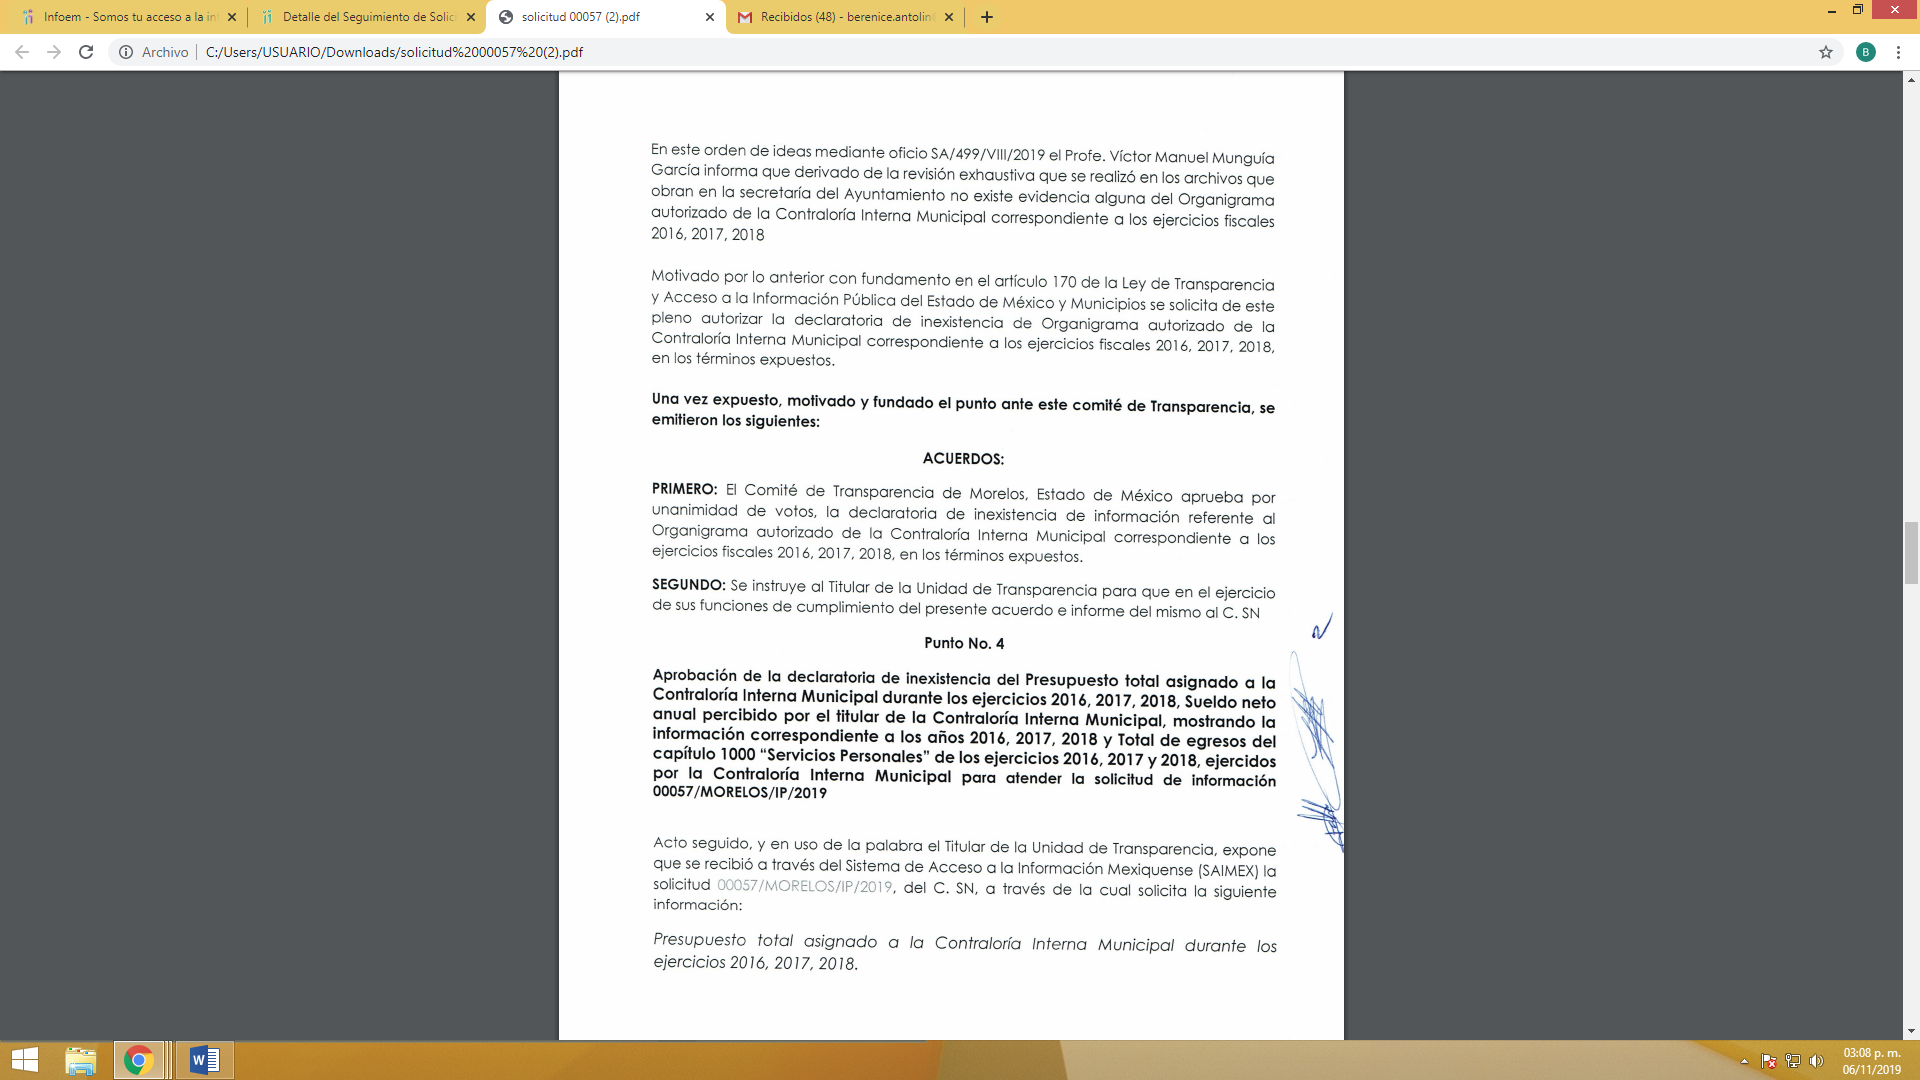 Infoem - Somos tu acceso a la in
Detalle del Seguimiento de Solic
solicitud 00057 (2).pdf
Recibidos (48) - berenice.antolin
Archivo
C:/Users/USUARIO/Downloads/solicitud%2000057%20(2).pdf
B
En este orden de ideas mediante oficio SA/499/VIII/2019 el Profe. Víctor Manuel Munguía
García informa que derivado de la revisión exhaustiva que se realizó en los archivos que
obran en la secretaría del Ayuntamiento no existe evidencia alguna del Organigrama
autorizado de la Contraloría Interna Municipal correspondiente a los ejercicios fiscales
2016, 2017, 2018
Motivado por lo anterior con fundamento en el artículo 170 de la Ley de Transparencia
y Acceso a la Información Pública del Estado de México y Municipios se solicita de este
pleno autorizar la declaratoria de inexistencia de Organigrama autorizado de la
Contraloría Interna Municipal correspondiente a los ejercicios fiscales 2016, 2017, 2018,
en los términos expuestos.
Una vez expuesto, motivado y fundado el punto ante este comité de Transparencia, se
emitieron los siguientes:
ACUERDOS:
PRIMERO: El Comité de Transparencia de Morelos, Estado de México aprueba por
unanimidad de votos, la declaratoria de inexistencia de información referente al
Organigrama autorizado de la Contraloría Interna Municipal correspondiente a los
ejercicios fiscales 2016, 2017, 2018, en los términos expuestos.
SEGUNDO: Se instruye al Titular de la Unidad de Transparencia para que en el ejercicio
de sus funciones de cumplimiento del presente acuerdo e informe del mismo al C. SN
Punto No. 4
Aprobación de la declaratoria de inexistencia del Presupuesto total asignado a la
Contraloría Interna Municipal durante los ejercicios 2016, 2017, 2018, Sueldo neto
anual percibido por el titular de la Contraloría Interna Municipal, mostrando la
información correspondiente a los años 2016, 2017, 2018 y Total de egresos del
capítulo 1000 “Servicios Personales” de los ejercicios 2016, 2017 y 2018, ejercidos
por la Contraloría Interna Municipal para atender la solicitud de información
00057/MORELOS/IP/2019
Acto seguido, y en uso de la palabra el Titular de la Unidad de Transparencia, expone
que se recibió a través del Sistema de Acceso a la Información Mexiquense (SAIMEX) la
solicitud 00057/MORELOS/IP/2019, del C. SN, a través de la cual solicita la siguiente
información:
Presupuesto total asignado a la Contraloría Interna Municipal durante los
ejercicios 2016, 2017, 2018.
03:08 p. m.
06/11/2019